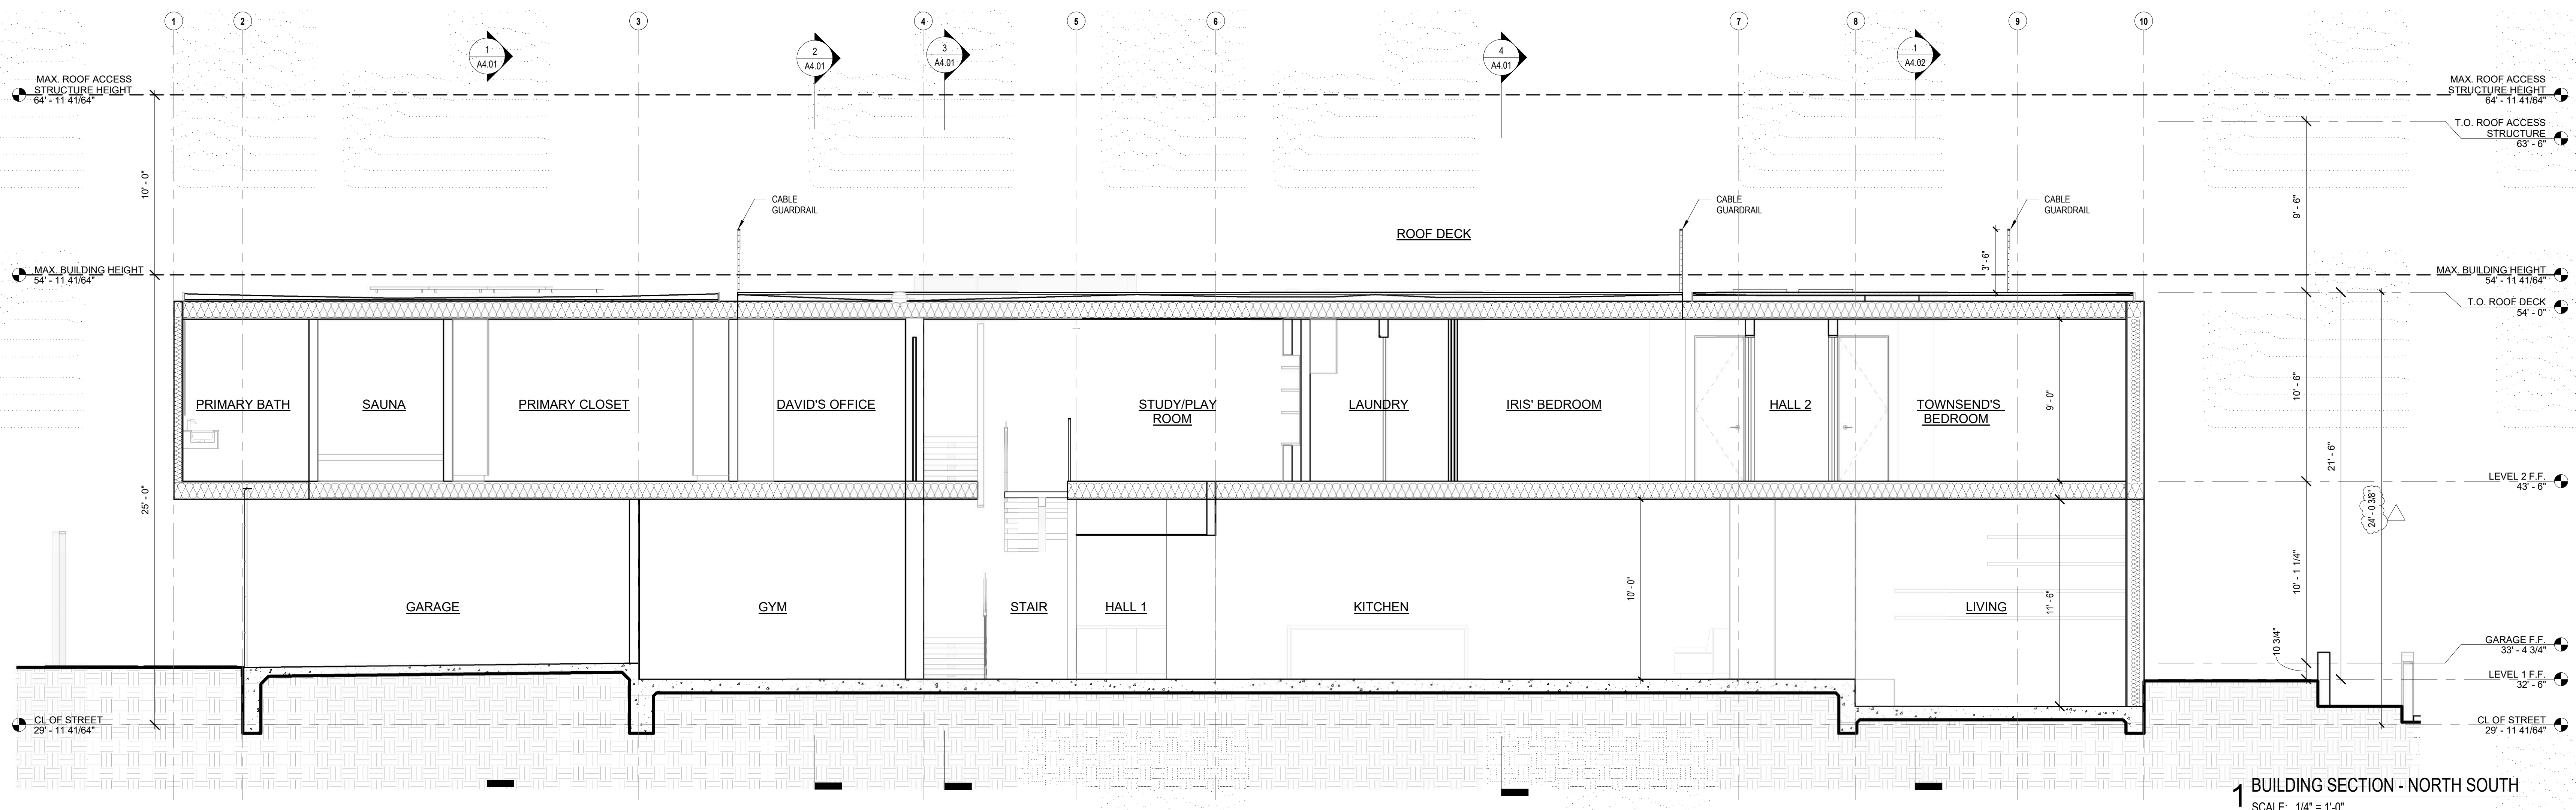 1
2
3
4
5
6
7
8
9
10
1
A4.01
2
A4.01
3
A4.01
4
A4.01
1
A4.02
MAX. ROOF ACCESS
STRUCTURE HEIGHT
64' - 11 41/64"
MAX. ROOF ACCESS
STRUCTURE HEIGHT
64' - 11 41/64"
T.O. ROOF ACCESS
STRUCTURE
63' - 6"
10' - 0"
9' - 6"
CABLE
GUARDRAIL
CABLE
GUARDRAIL
CABLE
GUARDRAIL
ROOF DECK
3' - 6"
MAX. BUILDING HEIGHT
54' - 11 41/64"
MAX. BUILDING HEIGHT
54' - 11 41/64"
T.O. ROOF DECK
54' - 0"
PRIMARY BATH
SAUNA
PRIMARY CLOSET
DAVID'S OFFICE
STUDY/PLAY
ROOM
LAUNDRY
IRIS' BEDROOM
HALL 2
TOWNSEND'S
BEDROOM
9' - 0"
10' - 6"
21' - 6"
25' - 0"
LEVEL 2 F.F.
43' - 6"
24' - 0 3/8"
GARAGE
GYM
STAIR
HALL 1
KITCHEN
10' - 0"
LIVING
11' - 6"
10' - 1 1/4"
10 3/4"
GARAGE F.F.
33' - 4 3/4"
LEVEL 1 F.F.
32' - 6"
CL OF STREET
29' - 11 41/64"
CL OF STREET
29' - 11 41/64"
1 BUILDING SECTION - NORTH SOUTH
SCALE: 1/4" = 1'-0"